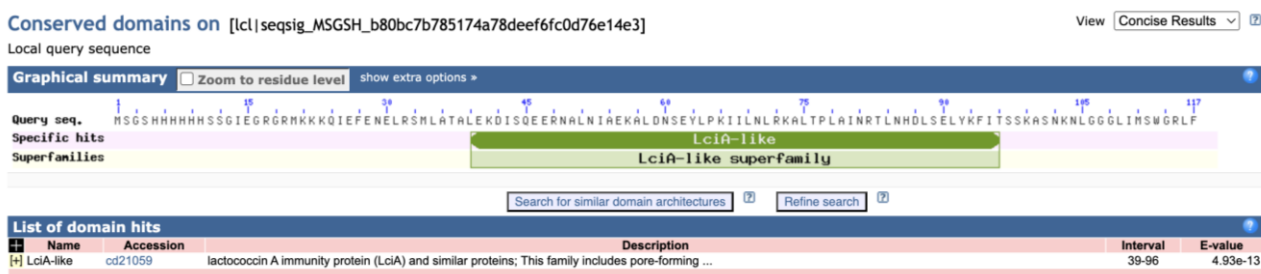 Conserved domains on [lcl|seqsig_MSGSH_b80bc7b785174a78deef6fc0d76e14e3]
View Concise Results
Local query sequence
Graphical summary Zoom to residue level show extra options »
1 15 30 45 60 75 90 105 117
Query seq. MSGSHHHHHHSSGIEGRGRMKKKQIEFENELRSMLATALEKDISQEERNALNIAEKALDNSEYLPKIILNLRKALTPLAINRTLNHDLSELYKFITSSKASNKNLGGGLIMSWGRLF
Specific hits LciA-like
Superfamilies LciA-like superfamily
Search for similar domain architectures ? Refine search ?
List of domain hits ?
+ Name Accession Description Interval E-value
[+] LciA-like cd21059 lactococcin A immunity protein (LciA) and similar proteins; This family includes pore-forming ... 39-96 4.93e-13